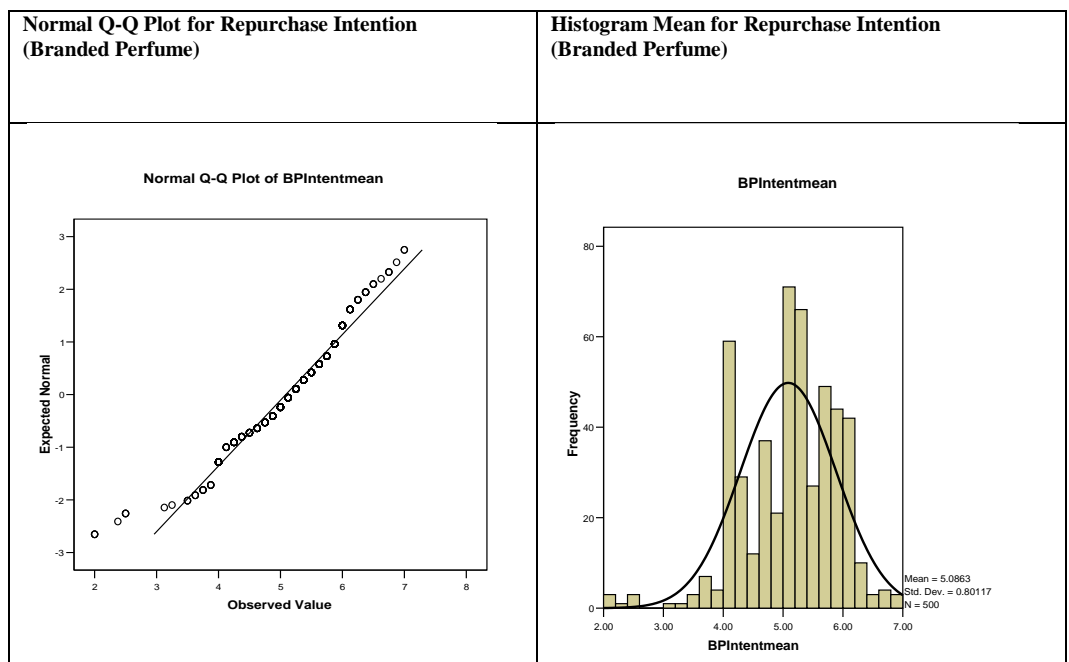 Normal Q-Q Plot for Repurchase Intention
(Branded Perfume)
Histogram Mean for Repurchase Intention
(Branded Perfume)
Normal Q-Q Plot of BPIntentmean
Expected Normal
3
2
1
0
-1
-2
-3
2 3 4 5 6 7 8
Observed Value
BPIntentmean
Frequency
80
60
40
20
0
2.00 3.00 4.00 5.00 6.00 7.00
BPIntentmean
Mean = 5.0863
Std. Dev. = 0.80117
N = 500